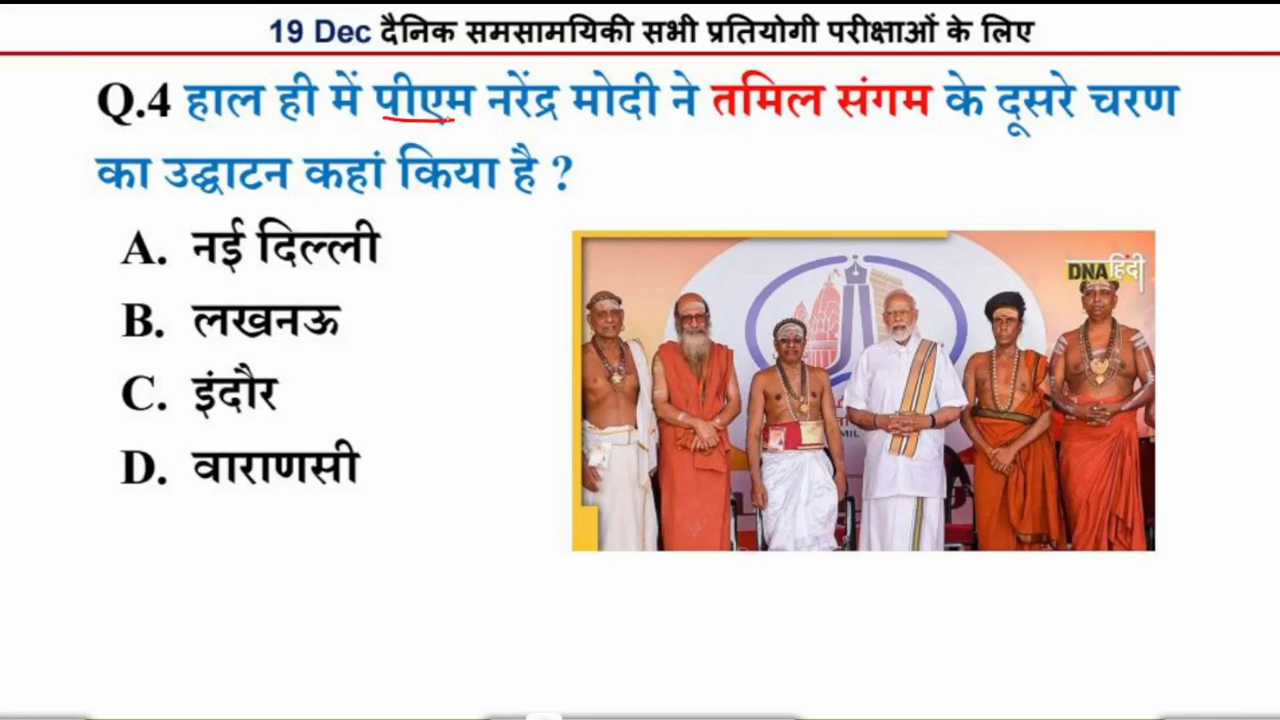 19 Dec दैनिक समसामयिकी सभी प्रतियोगी परीक्षाओं के लिए
Q.4 हाल ही में पीएम नरेंद्र मोदी ने तमिल संगम के दूसरे चरण
का उद्घाटन कहां किया है ?
A. नई दिल्ली
B. लखनऊ
C. इंदौर
D. वाराणसी
DNA हिंदी